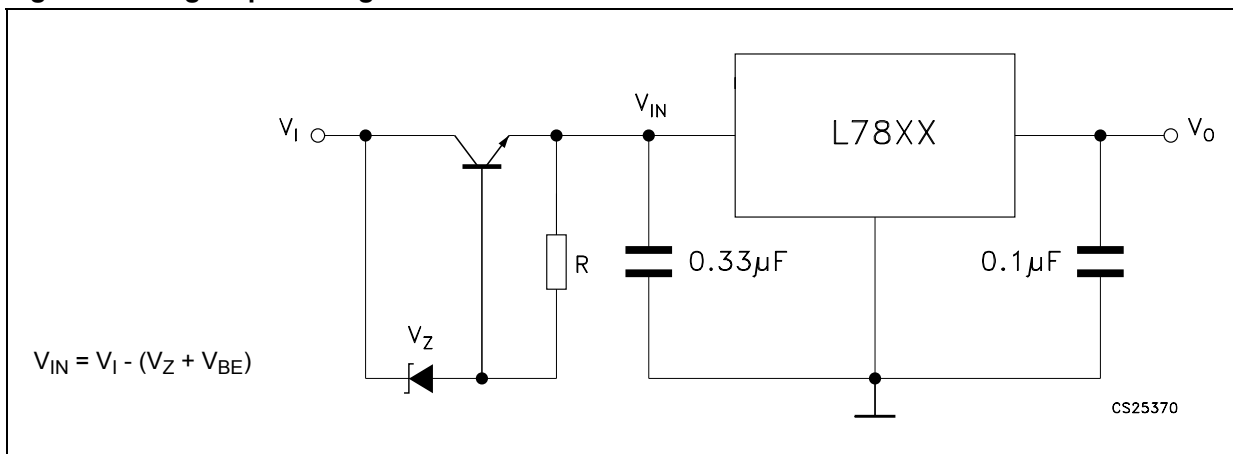 V_IN
V_I
L78XX
V_O
R
0.33µF
0.1µF
V_Z
V_IN = V_I - (V_Z + V_BE)
CS25370